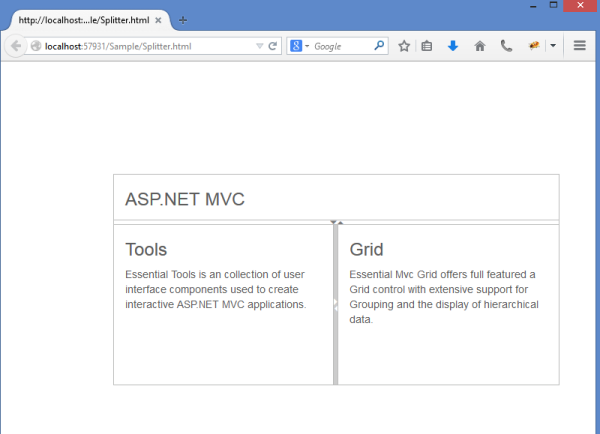 http://localhost:...le/Splitter.html
localhost:57931/Sample/Splitter.html
Google
ASP.NET MVC
Tools
Essential Tools is an collection of user
interface components used to create
interactive ASP.NET MVC applications.
Grid
Essential Mvc Grid offers full featured a
Grid control with extensive support for
Grouping and the display of hierarchical
data.